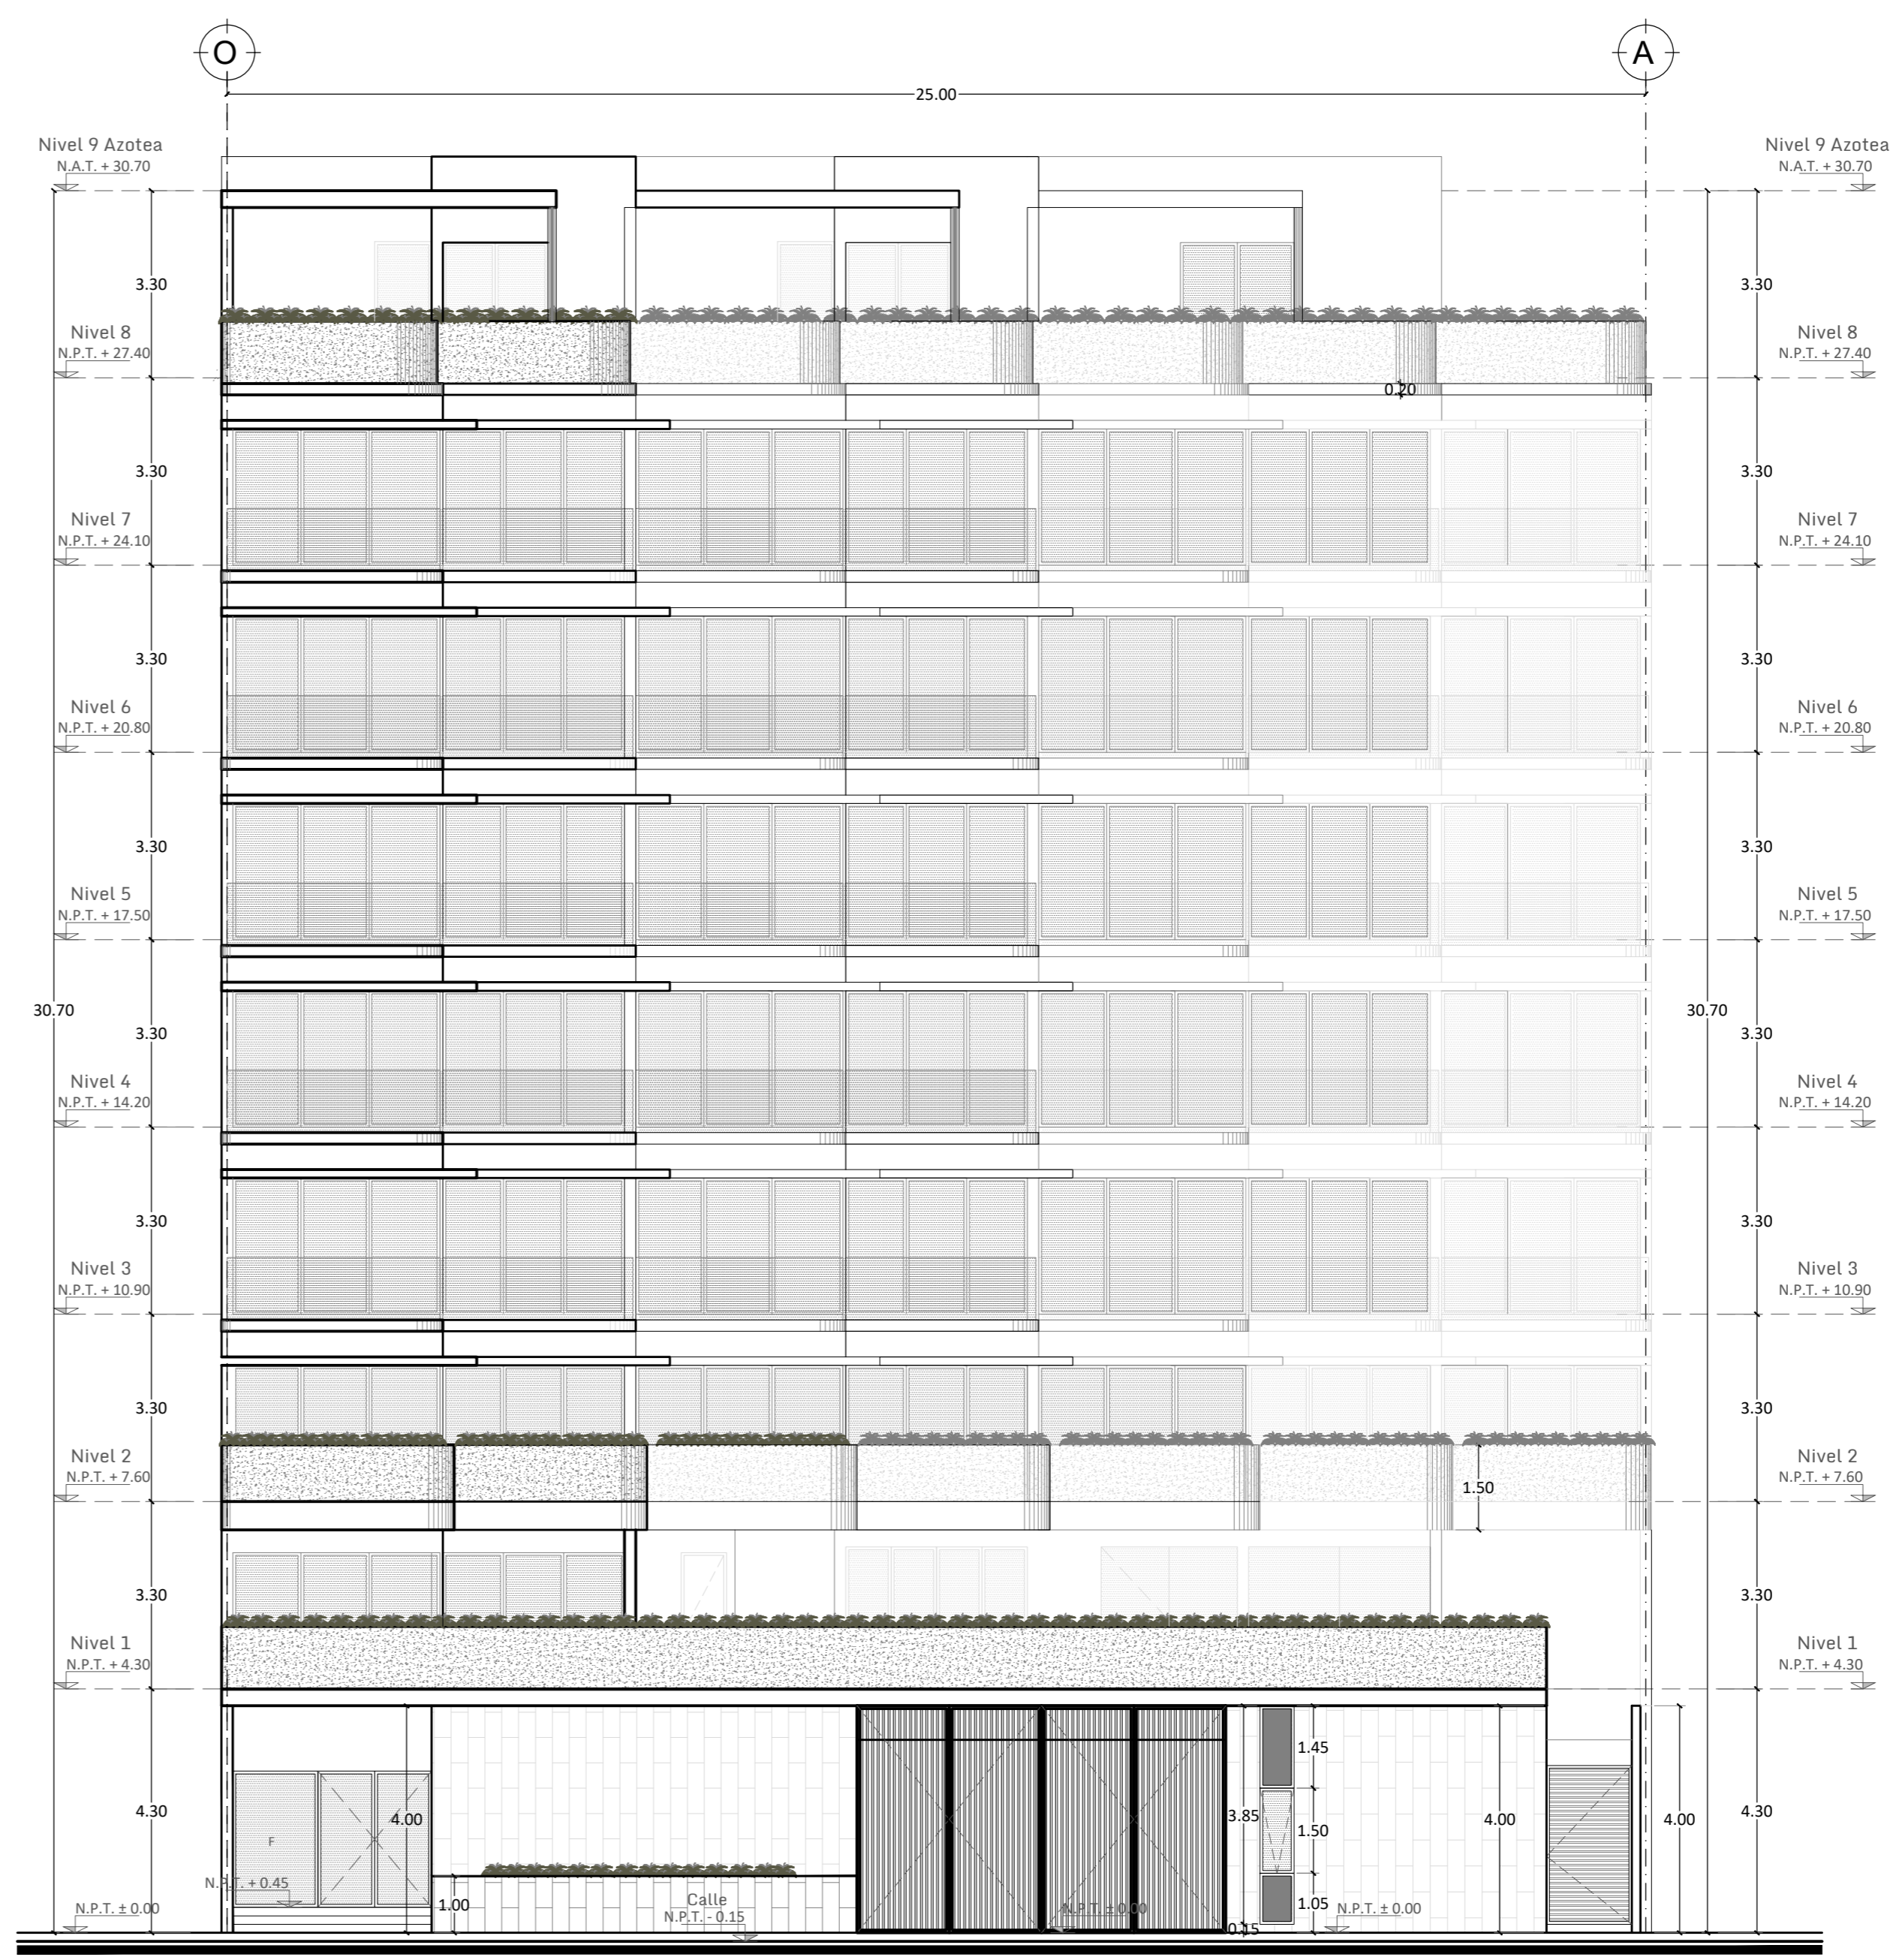 O
A
25.00
Nivel 9 Azotea
N.A.T. + 30.70
Nivel 9 Azotea
N.A.T. + 30.70
3.30
3.30
Nivel 8
N.P.T. + 27.40
Nivel 8
N.P.T. + 27.40
0.20
3.30
3.30
Nivel 7
N.P.T. + 24.10
Nivel 7
N.P.T. + 24.10
3.30
3.30
Nivel 6
N.P.T. + 20.80
Nivel 6
N.P.T. + 20.80
3.30
3.30
Nivel 5
N.P.T. + 17.50
Nivel 5
N.P.T. + 17.50
30.70
30.70
3.30
3.30
Nivel 4
N.P.T. + 14.20
Nivel 4
N.P.T. + 14.20
3.30
3.30
Nivel 3
N.P.T. + 10.90
Nivel 3
N.P.T. + 10.90
3.30
3.30
Nivel 2
N.P.T. + 7.60
Nivel 2
N.P.T. + 7.60
1.50
3.30
3.30
Nivel 1
N.P.T. + 4.30
Nivel 1
N.P.T. + 4.30
1.45
4.30
4.00
3.85
1.50
4.00
4.00
4.30
F
N.P.T. + 0.45
1.00
Calle
N.P.T. - 0.15
1.05
N.P.T. ± 0.00
N.P.T. ± 0.00
N.P.T. ± 0.00
0.15